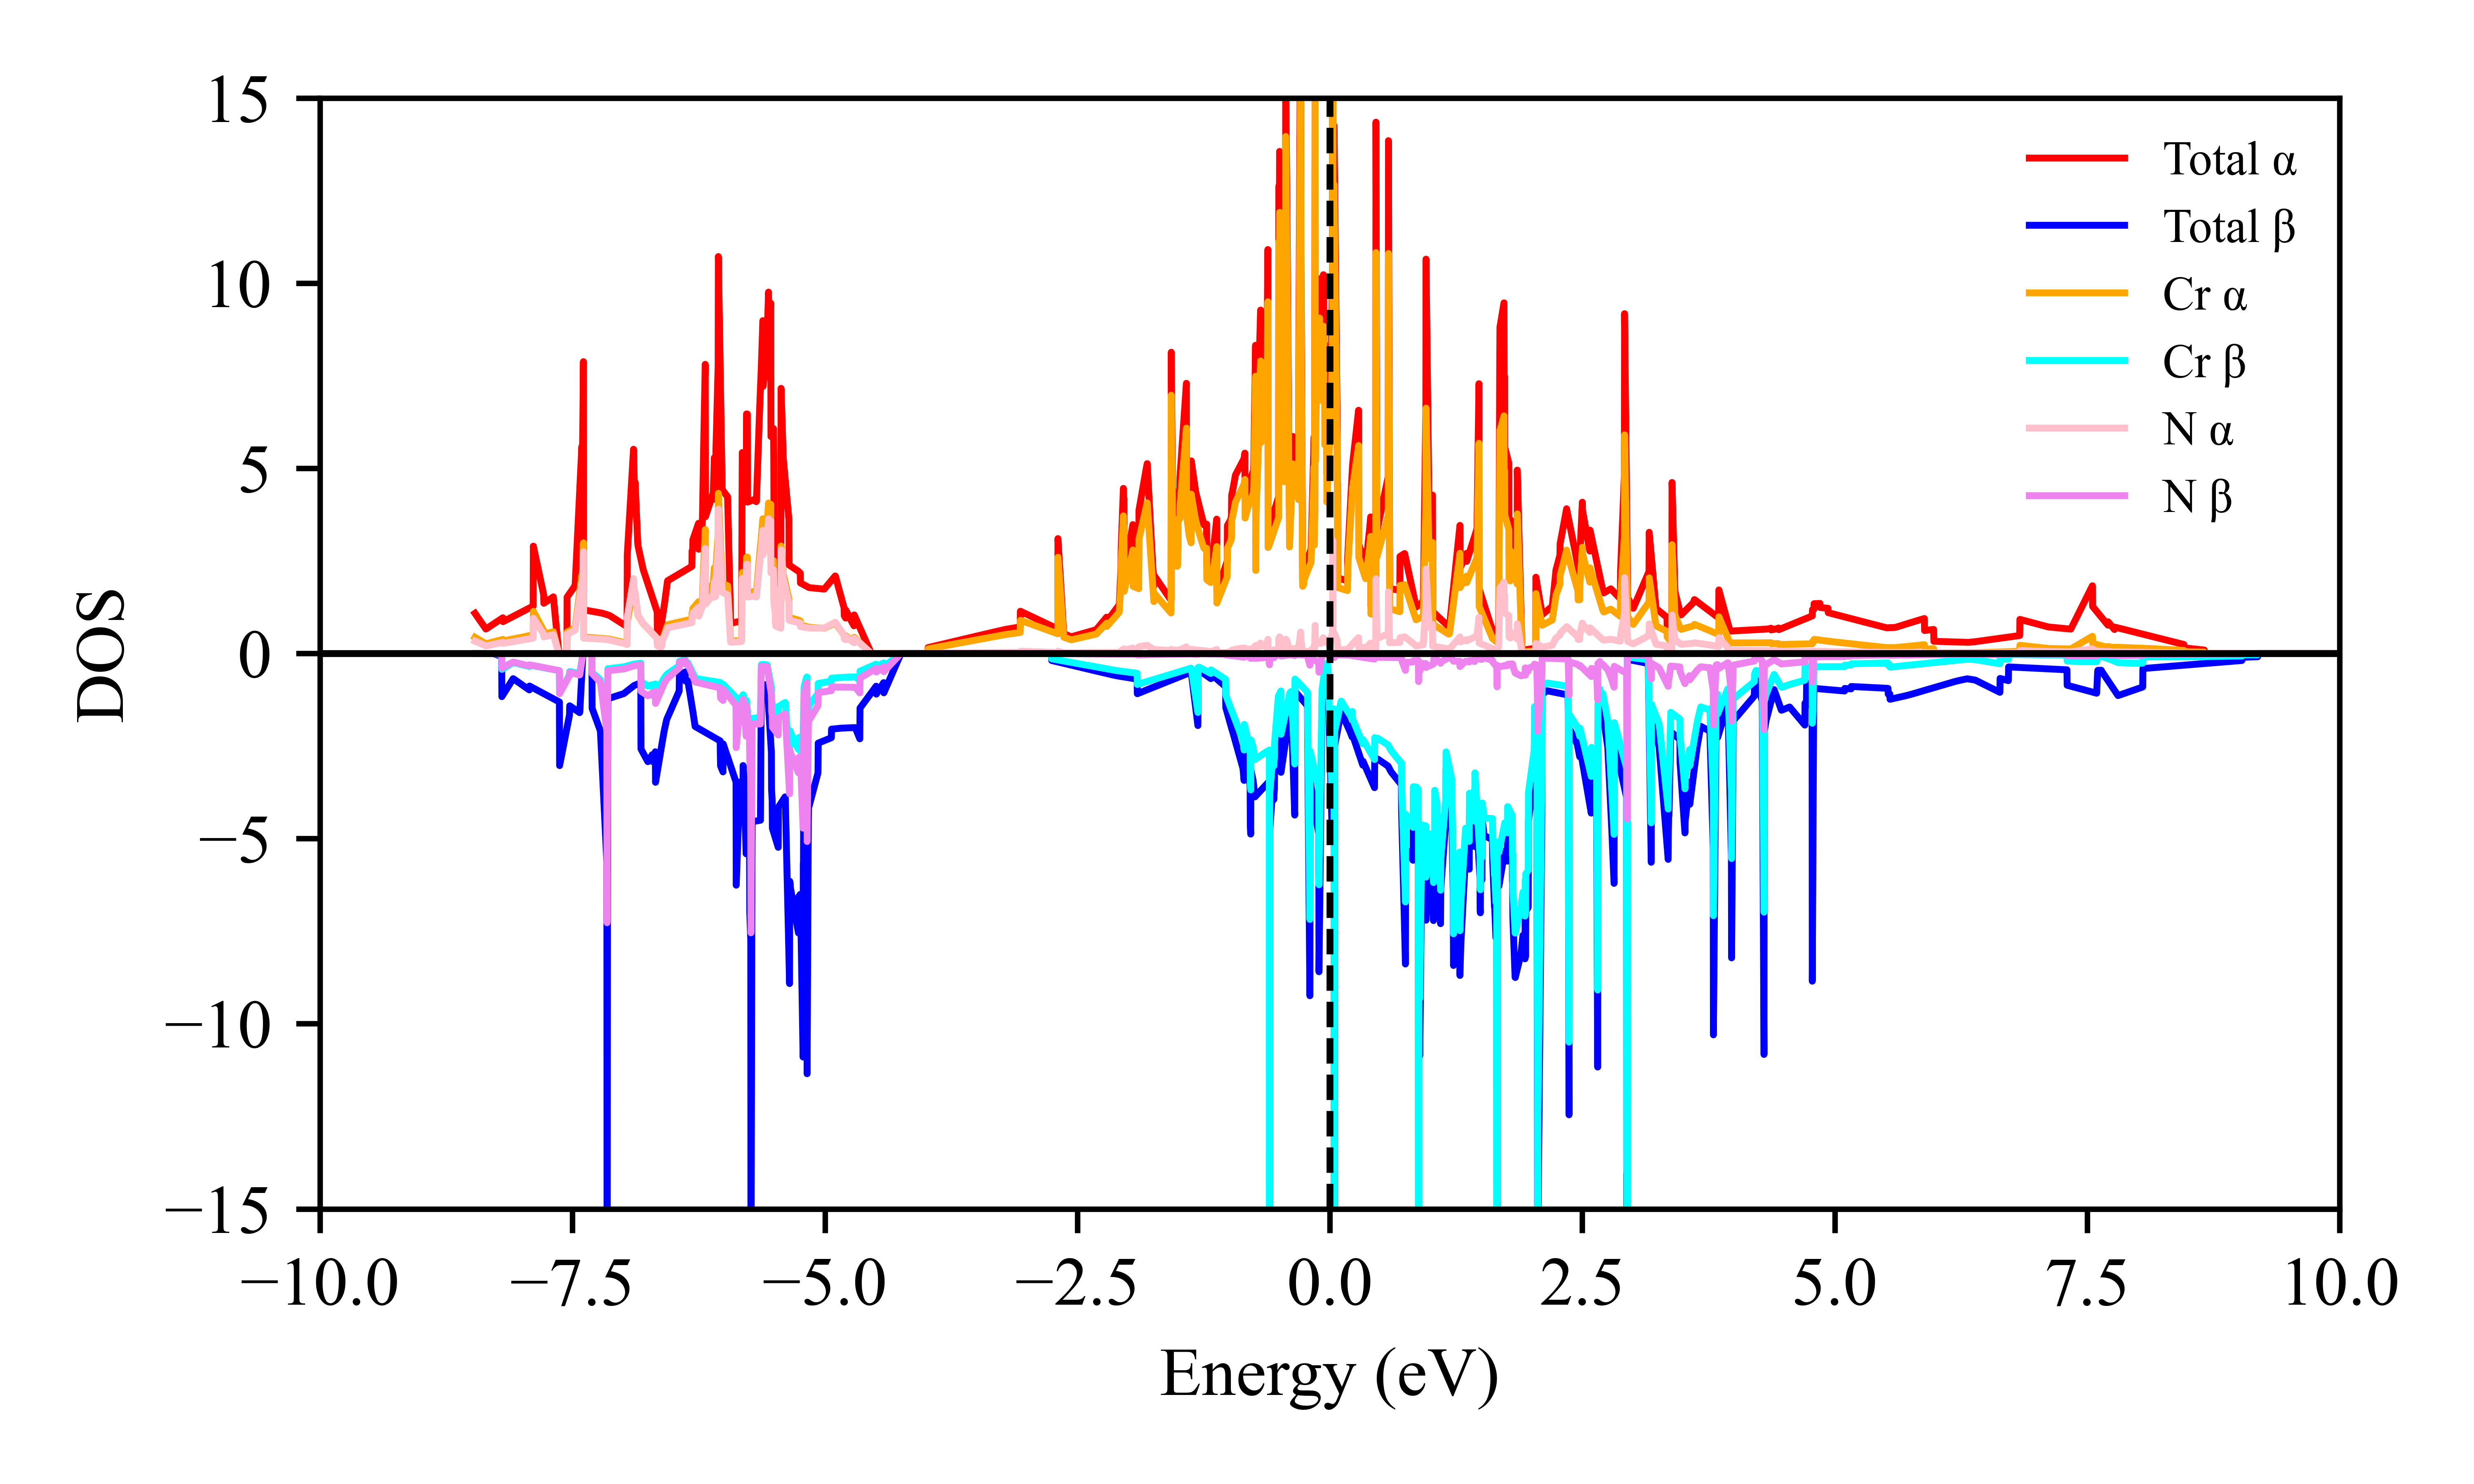 15
10
5
0
−5
−10
−15
DOS
Total α
Total β
Cr α
Cr β
N α
N β
−10.0 −7.5 −5.0 −2.5 0.0 2.5 5.0 7.5 10.0
Energy (eV)